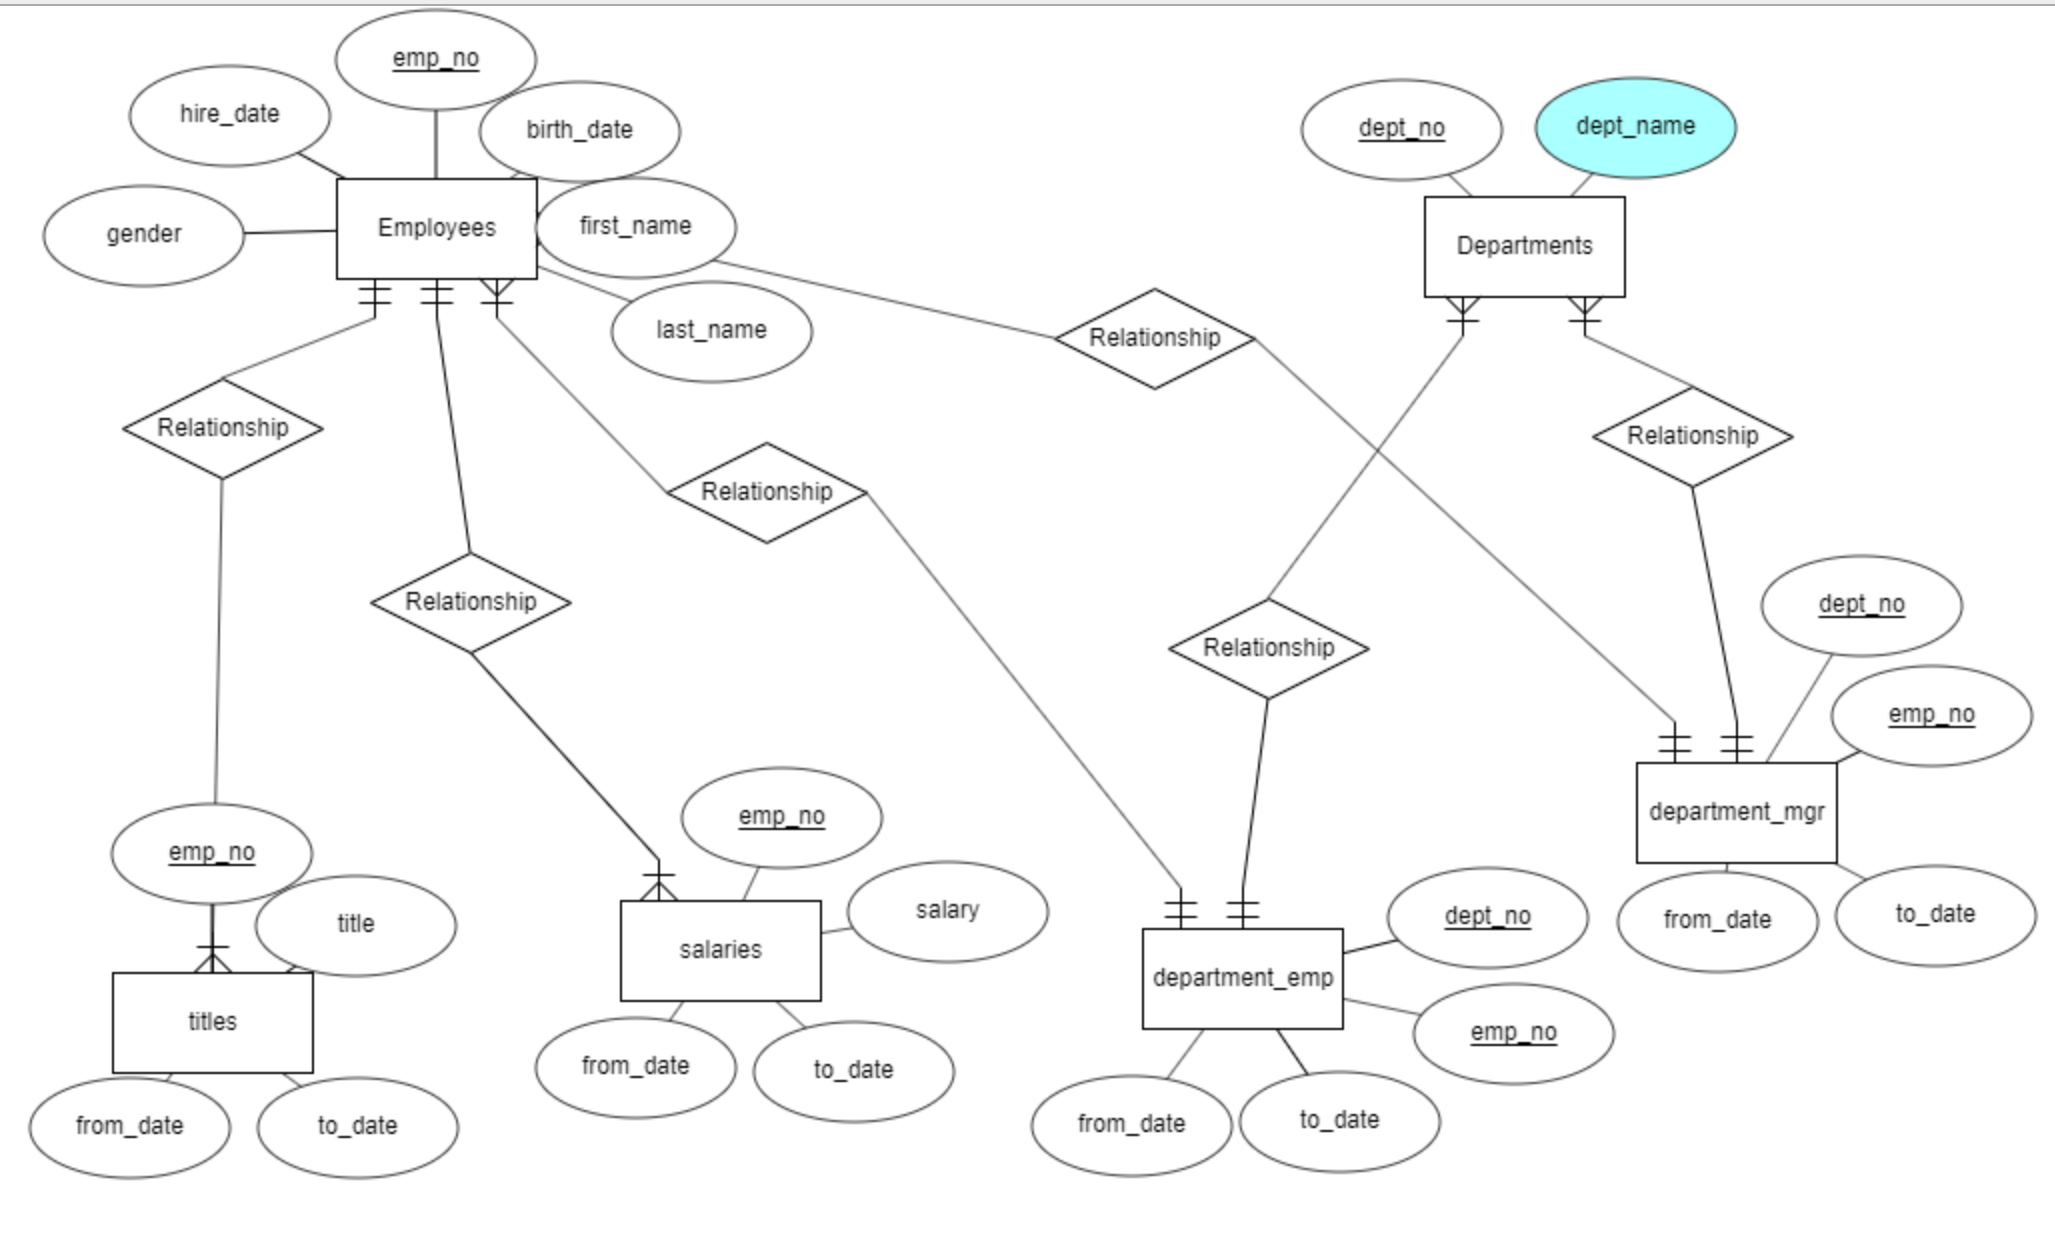 emp_no
hire_date
birth_date
gender
Employees
first_name
last_name
dept_no
dept_name
Departments
Relationship
Relationship
Relationship
Relationship
Relationship
Relationship
dept_no
emp_no
department_mgr
from_date
to_date
emp_no
title
titles
from_date
to_date
emp_no
salary
salaries
from_date
to_date
dept_no
department_emp
emp_no
from_date
to_date